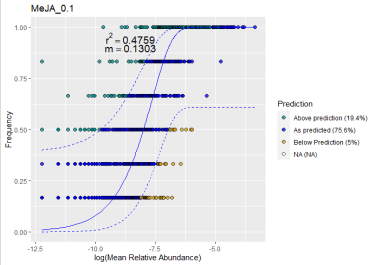 MeJA_0.1
r² = 0.4759
m = 0.1303
1.00
0.75
0.50
0.25
0.00
Frequency
-12.5
-10.0
-7.5
-5.0
log(Mean Relative Abundance)
Prediction
Above prediction (19.4%)
As predicted (75.6%)
Below Prediction (5%)
NA (NA)